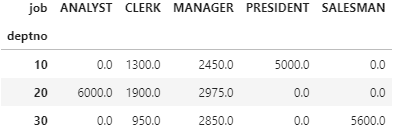 job ANALYST CLERK MANAGER PRESIDENT SALESMAN
deptno
10 0.0 1300.0 2450.0 5000.0 0.0
20 6000.0 1900.0 2975.0 0.0 0.0
30 0.0 950.0 2850.0 0.0 5600.0